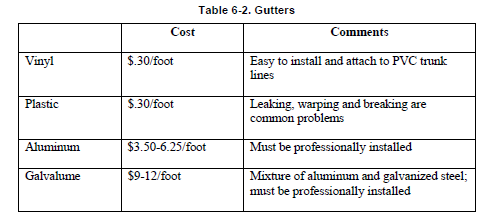 Table 6-2. Gutters
Cost Comments
Vinyl $.30/foot Easy to install and attach to PVC trunk
lines
Plastic $.30/foot Leaking, warping and breaking are
common problems
Aluminum $3.50-6.25/foot Must be professionally installed
Galvalume $9-12/foot Mixture of aluminum and galvanized steel;
must be professionally installed